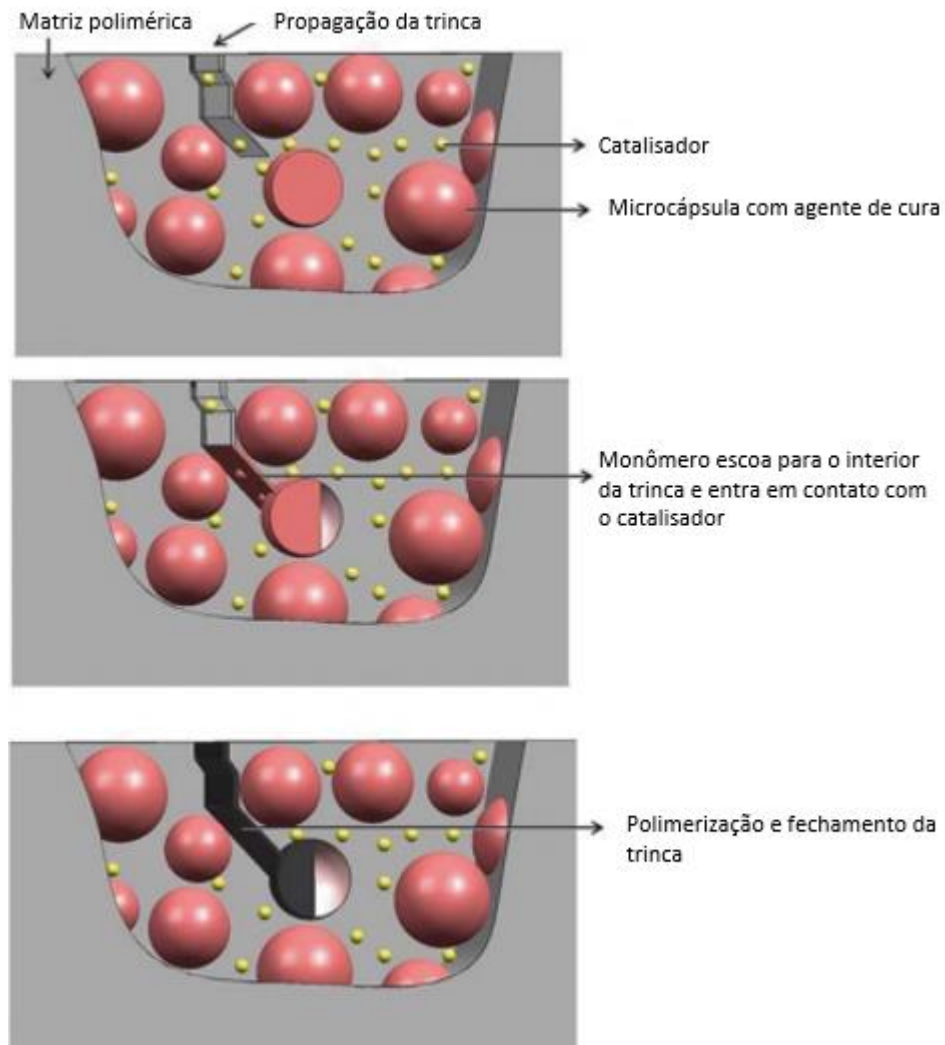 Matriz polimérica
Propagação da trinca
Catalisador
Microcápsula com agente de cura
Monômero escoa para o interior
da trinca e entra em contato com
o catalisador
Polimerização e fechamento da
trinca